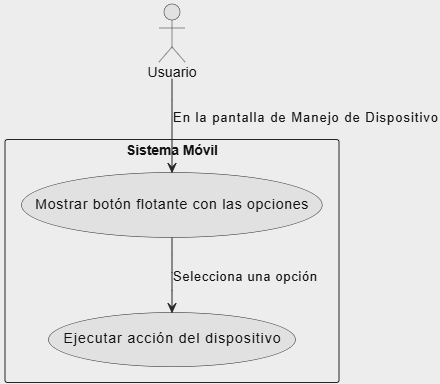 Usuario
En la pantalla de Manejo de Dispositivo
Sistema Móvil
Mostrar botón flotante con las opciones
Selecciona una opción
Ejecutar acción del dispositivo